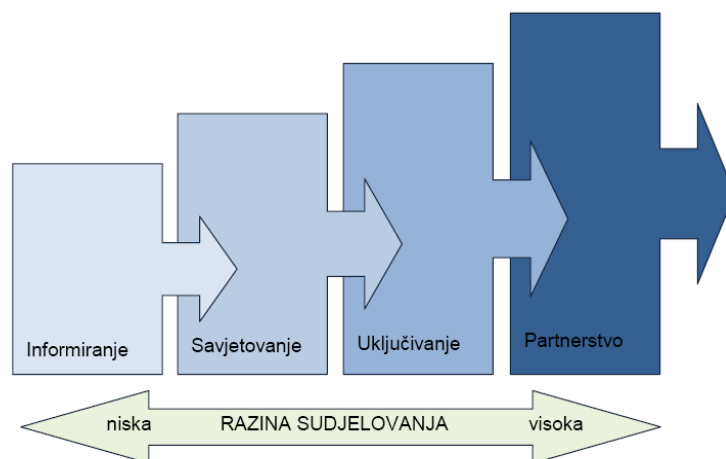 Informiranje
Savjetovanje
Uključivanje
Partnerstvo
niska RAZINA SUDJELOVANJA visoka